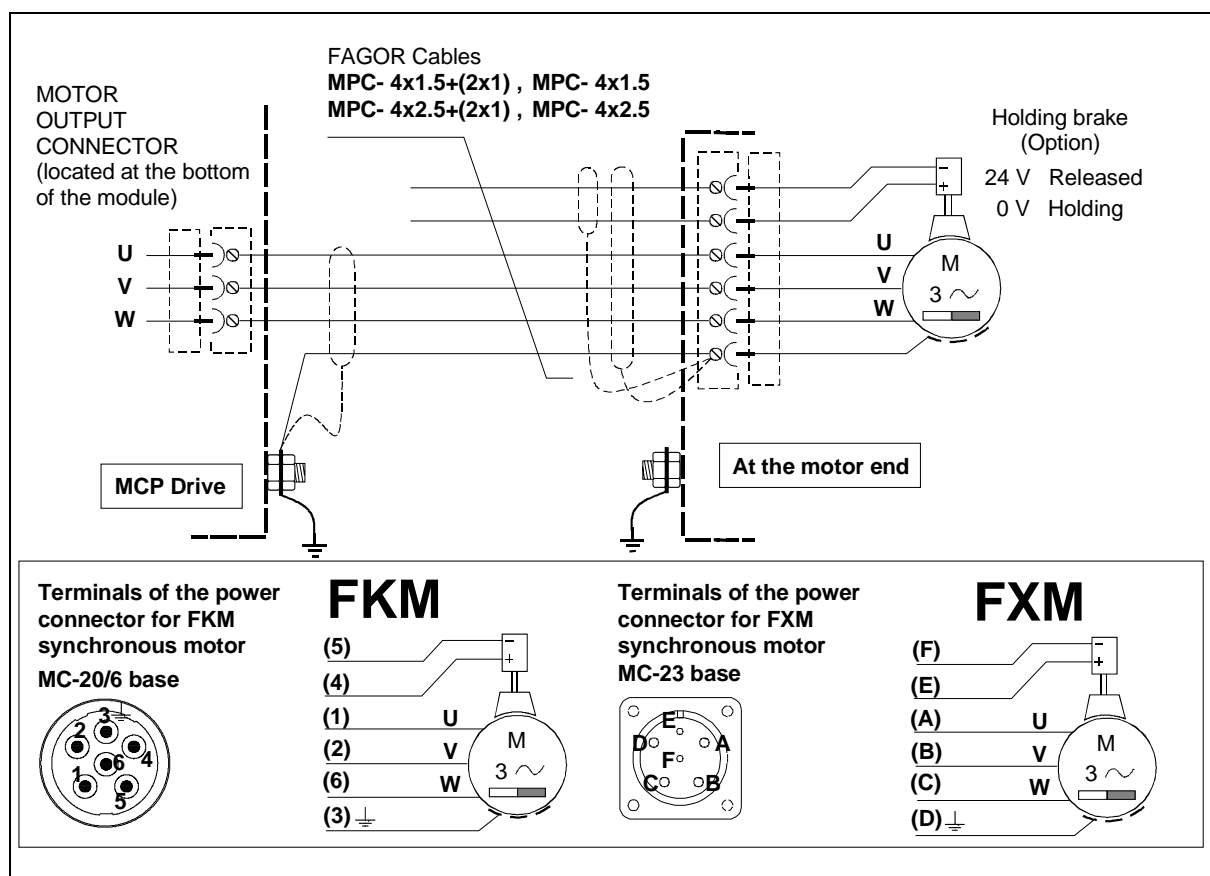 FAGOR Cables
MPC- 4x1.5+(2x1) , MPC- 4x1.5
MPC- 4x2.5+(2x1) , MPC- 4x2.5
MOTOR
OUTPUT
CONNECTOR
(located at the bottom
of the module)
U
V
W
Holding brake
(Option)
24 V Released
0 V Holding
-
+
U
V
W
M
3
MCP Drive
At the motor end
Terminals of the power
connector for FKM
synchronous motor
MC-20/6 base
3
2
6
4
1
5
FKM
(5)
(4)
(1) U
(2) V
(6) W
(3)
-
+
M
3
Terminals of the power
connector for FXM
synchronous motor
MC-23 base
E
D
A
F
C
B
FXM
(F)
(E)
(A) U
(B) V
(C) W
(D)
-
+
M
3